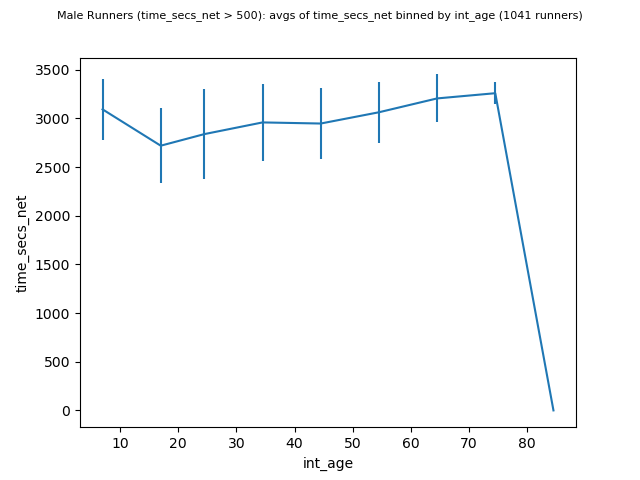 Male Runners (time_secs_net > 500): avgs of time_secs_net binned by int_age (1041 runners)
3500
3000
2500
2000
1500
1000
500
0
time_secs_net
10 20 30 40 50 60 70 80
int_age